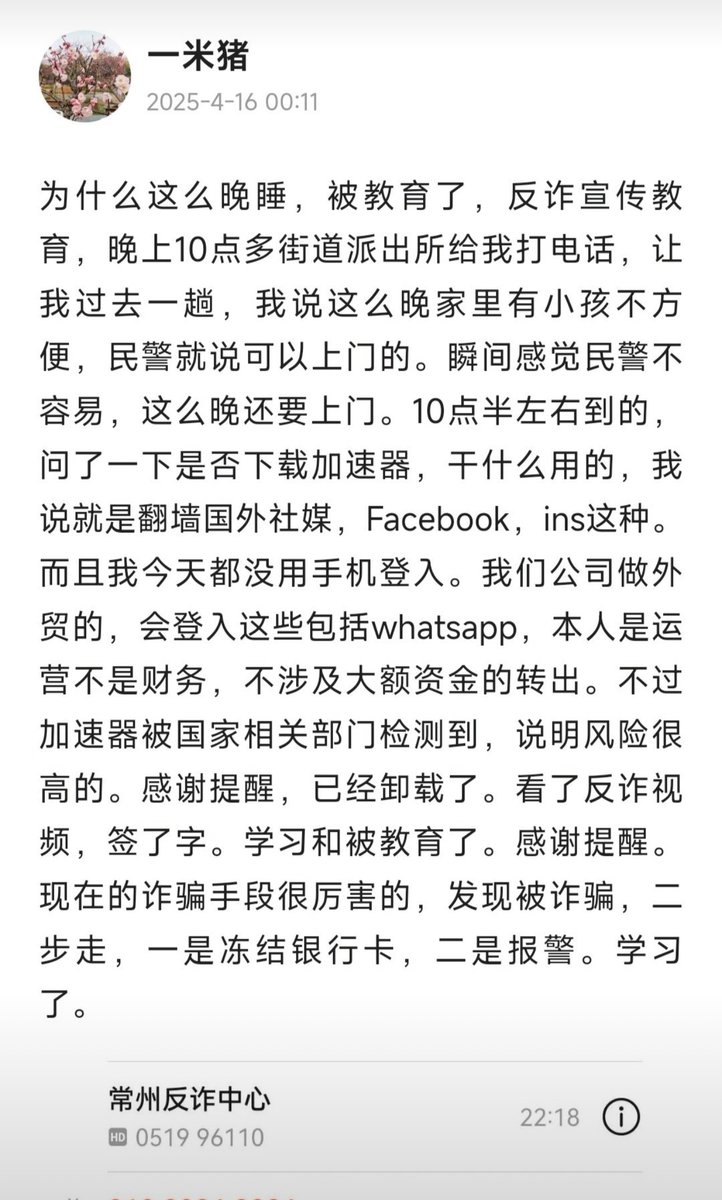 一米猪
2025-4-16 00:11
为什么这么晚睡，被教育了，反诈宣传教
育，晚上10点多街道派出所给我打电话，让
我过去一趟，我说这么晚家里有小孩不方
便，民警就说可以上门的。瞬间感觉民警不
容易，这么晚还要上门。10点半左右到的，
问了一下是否下载加速器，干什么用的，我
说就是翻墙国外社媒，Facebook，ins这种。
而且我今天都没用手机登入。我们公司做外
贸的，会登入这些包括whatsapp，本人是运
营不是财务，不涉及大额资金的转出。不过
加速器被国家相关部门检测到，说明风险很
高的。感谢提醒，已经卸载了。看了反诈视
频，签了字。学习和被教育了。感谢提醒。
现在的诈骗手段很厉害的，发现被诈骗，二
步走，一是冻结银行卡，二是报警。学习
了。
常州反诈中心
22:18
HD 0519 96110